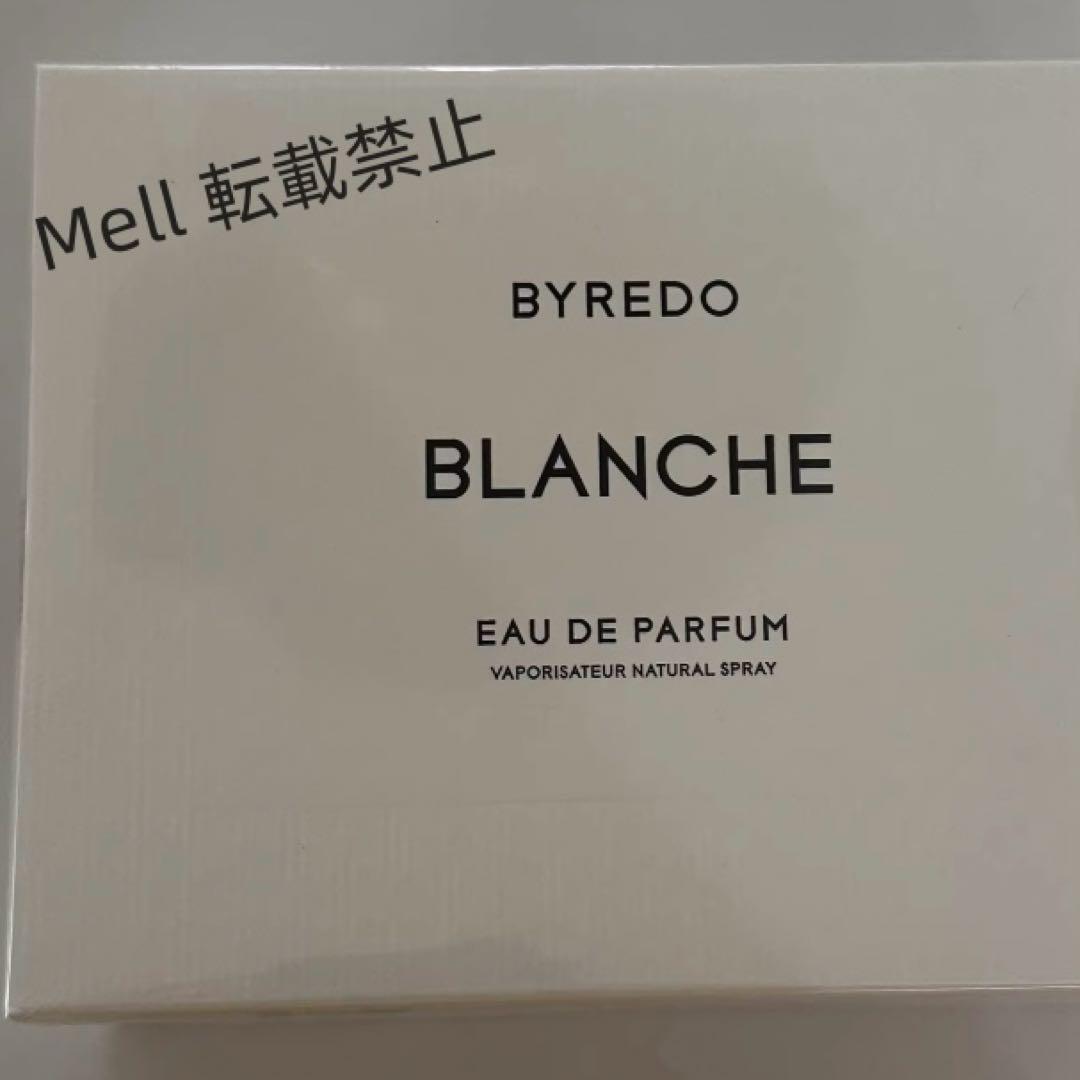 Mell 転載禁止
BYREDO
BLANCHE
EAU DE PARFUM
VAPORISATEUR NATURAL SPRAY